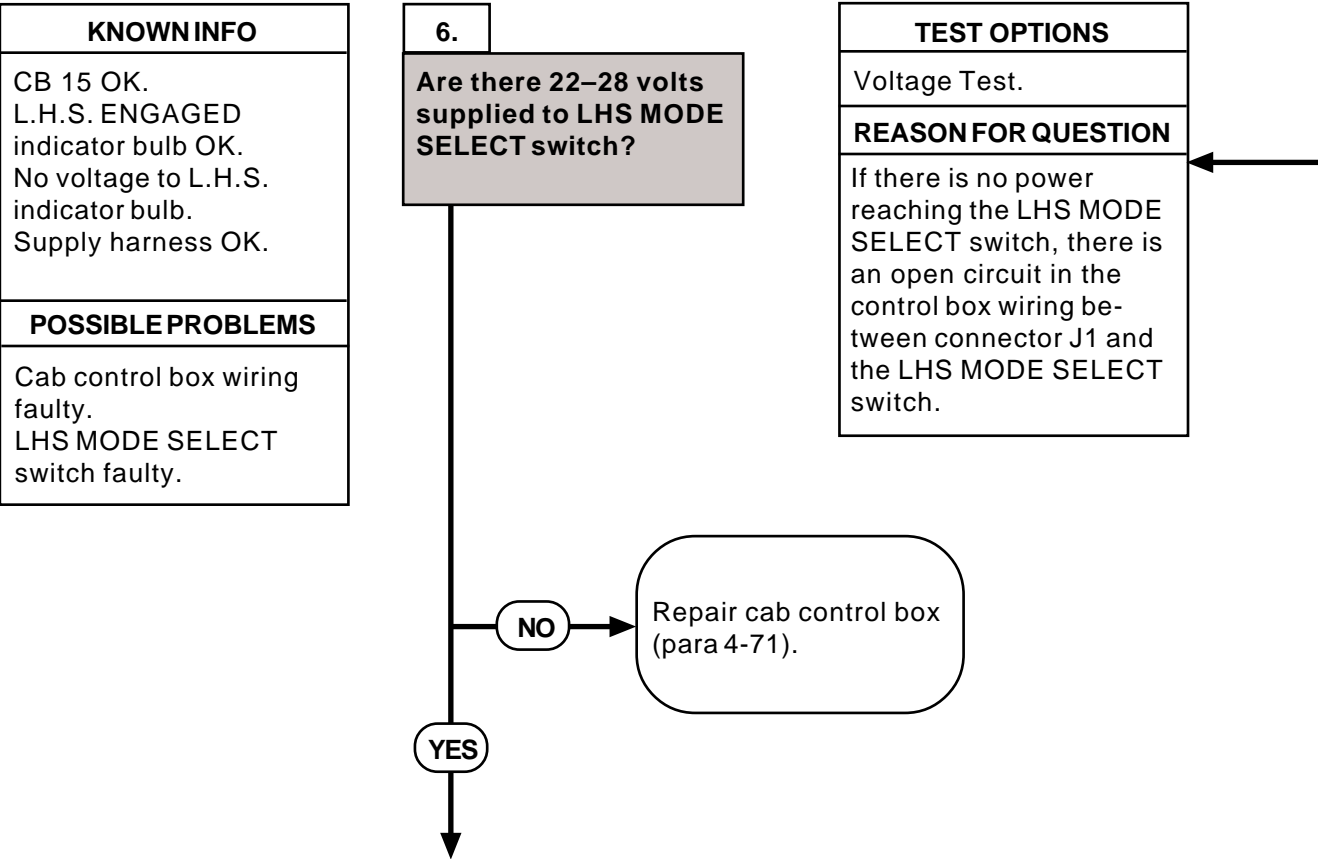 KNOWN INFO
CB 15 OK.
L.H.S. ENGAGED
indicator bulb OK.
No voltage to L.H.S.
indicator bulb.
Supply harness OK.
POSSIBLE PROBLEMS
Cab control box wiring
faulty.
LHS MODE SELECT
switch faulty.
6.
Are there 22–28 volts
supplied to LHS MODE
SELECT switch?
TEST OPTIONS
Voltage Test.
REASON FOR QUESTION
If there is no power
reaching the LHS MODE
SELECT switch, there is
an open circuit in the
control box wiring be-
tween connector J1 and
the LHS MODE SELECT
switch.
NO
Repair cab control box
(para 4-71).
YES